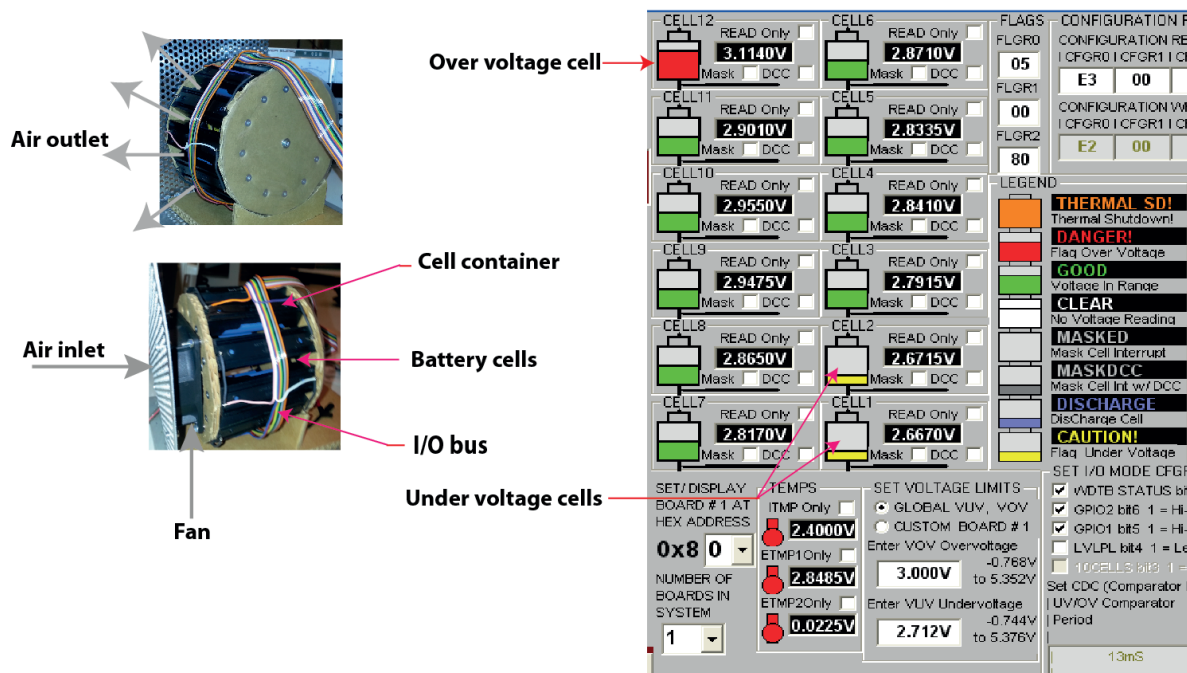 Air outlet
Air inlet
Fan
Over voltage cell
Cell container
Battery cells
I/O bus
Under voltage cells
CELL12
READ Only
3.1140V
Mask DCC
CELL11
READ Only
2.9010V
Mask DCC
CELL10
READ Only
2.9550V
Mask DCC
CELL9
READ Only
2.9475V
Mask DCC
CELL8
READ Only
2.8650V
Mask DCC
CELL7
READ Only
2.8170V
Mask DCC
CELL6
READ Only
2.8710V
Mask DCC
CELL5
READ Only
2.8335V
Mask DCC
CELL4
READ Only
2.8410V
Mask DCC
CELL3
READ Only
2.7915V
Mask DCC
CELL2
READ Only
2.6715V
Mask DCC
CELL1
READ Only
2.6670V
Mask DCC
FLAGS
FLGR0
05
FLGR1
00
FLGR2
80
CONFIGURATION
CONFIGURATION RE
CFGR0 CFGR1
E3 00
CONFIGURATION
CFGR0 CFGR1
E2 00
LEGEND
THERMAL SD!
Thermal Shutdown!
DANGER!
Flag Over Voltage
GOOD
Voltage In Range
CLEAR
No Voltage Reading
MASKED
Mask Cell Interrupt
MASKDCC
Mask Cell Int w/ DCC
DISCHARGE
DisCharge Cell
CAUTION!
Flag Under Voltage
SET/ DISPLAY
BOARD # 1 AT
HEX ADDRESS
0x8 0
NUMBER OF
BOARDS IN
SYSTEM
1
TEMPS
ITMP Only
2.4000V
ETMP1Only
2.8485V
ETMP2Only
0.0225V
SET VOLTAGE LIMITS
GLOBAL VUV, VOV
CUSTOM BOARD # 1
Enter VOV Overvoltage
3.000V
-0.768V
to 5.352V
Enter VUV Undervoltage
2.712V
-0.744V
to 5.376V
SET I/O MODE CFGR
WDTB STATUS bit
GPIO2 bit6 1 = Hi-
GPIO1 bit5 1 = Hi-
LVLPL bit4 1 = Le
10CELLS bit3 1 =
Set CDC (Comparator
UV/OV Comparator
Period
13mS